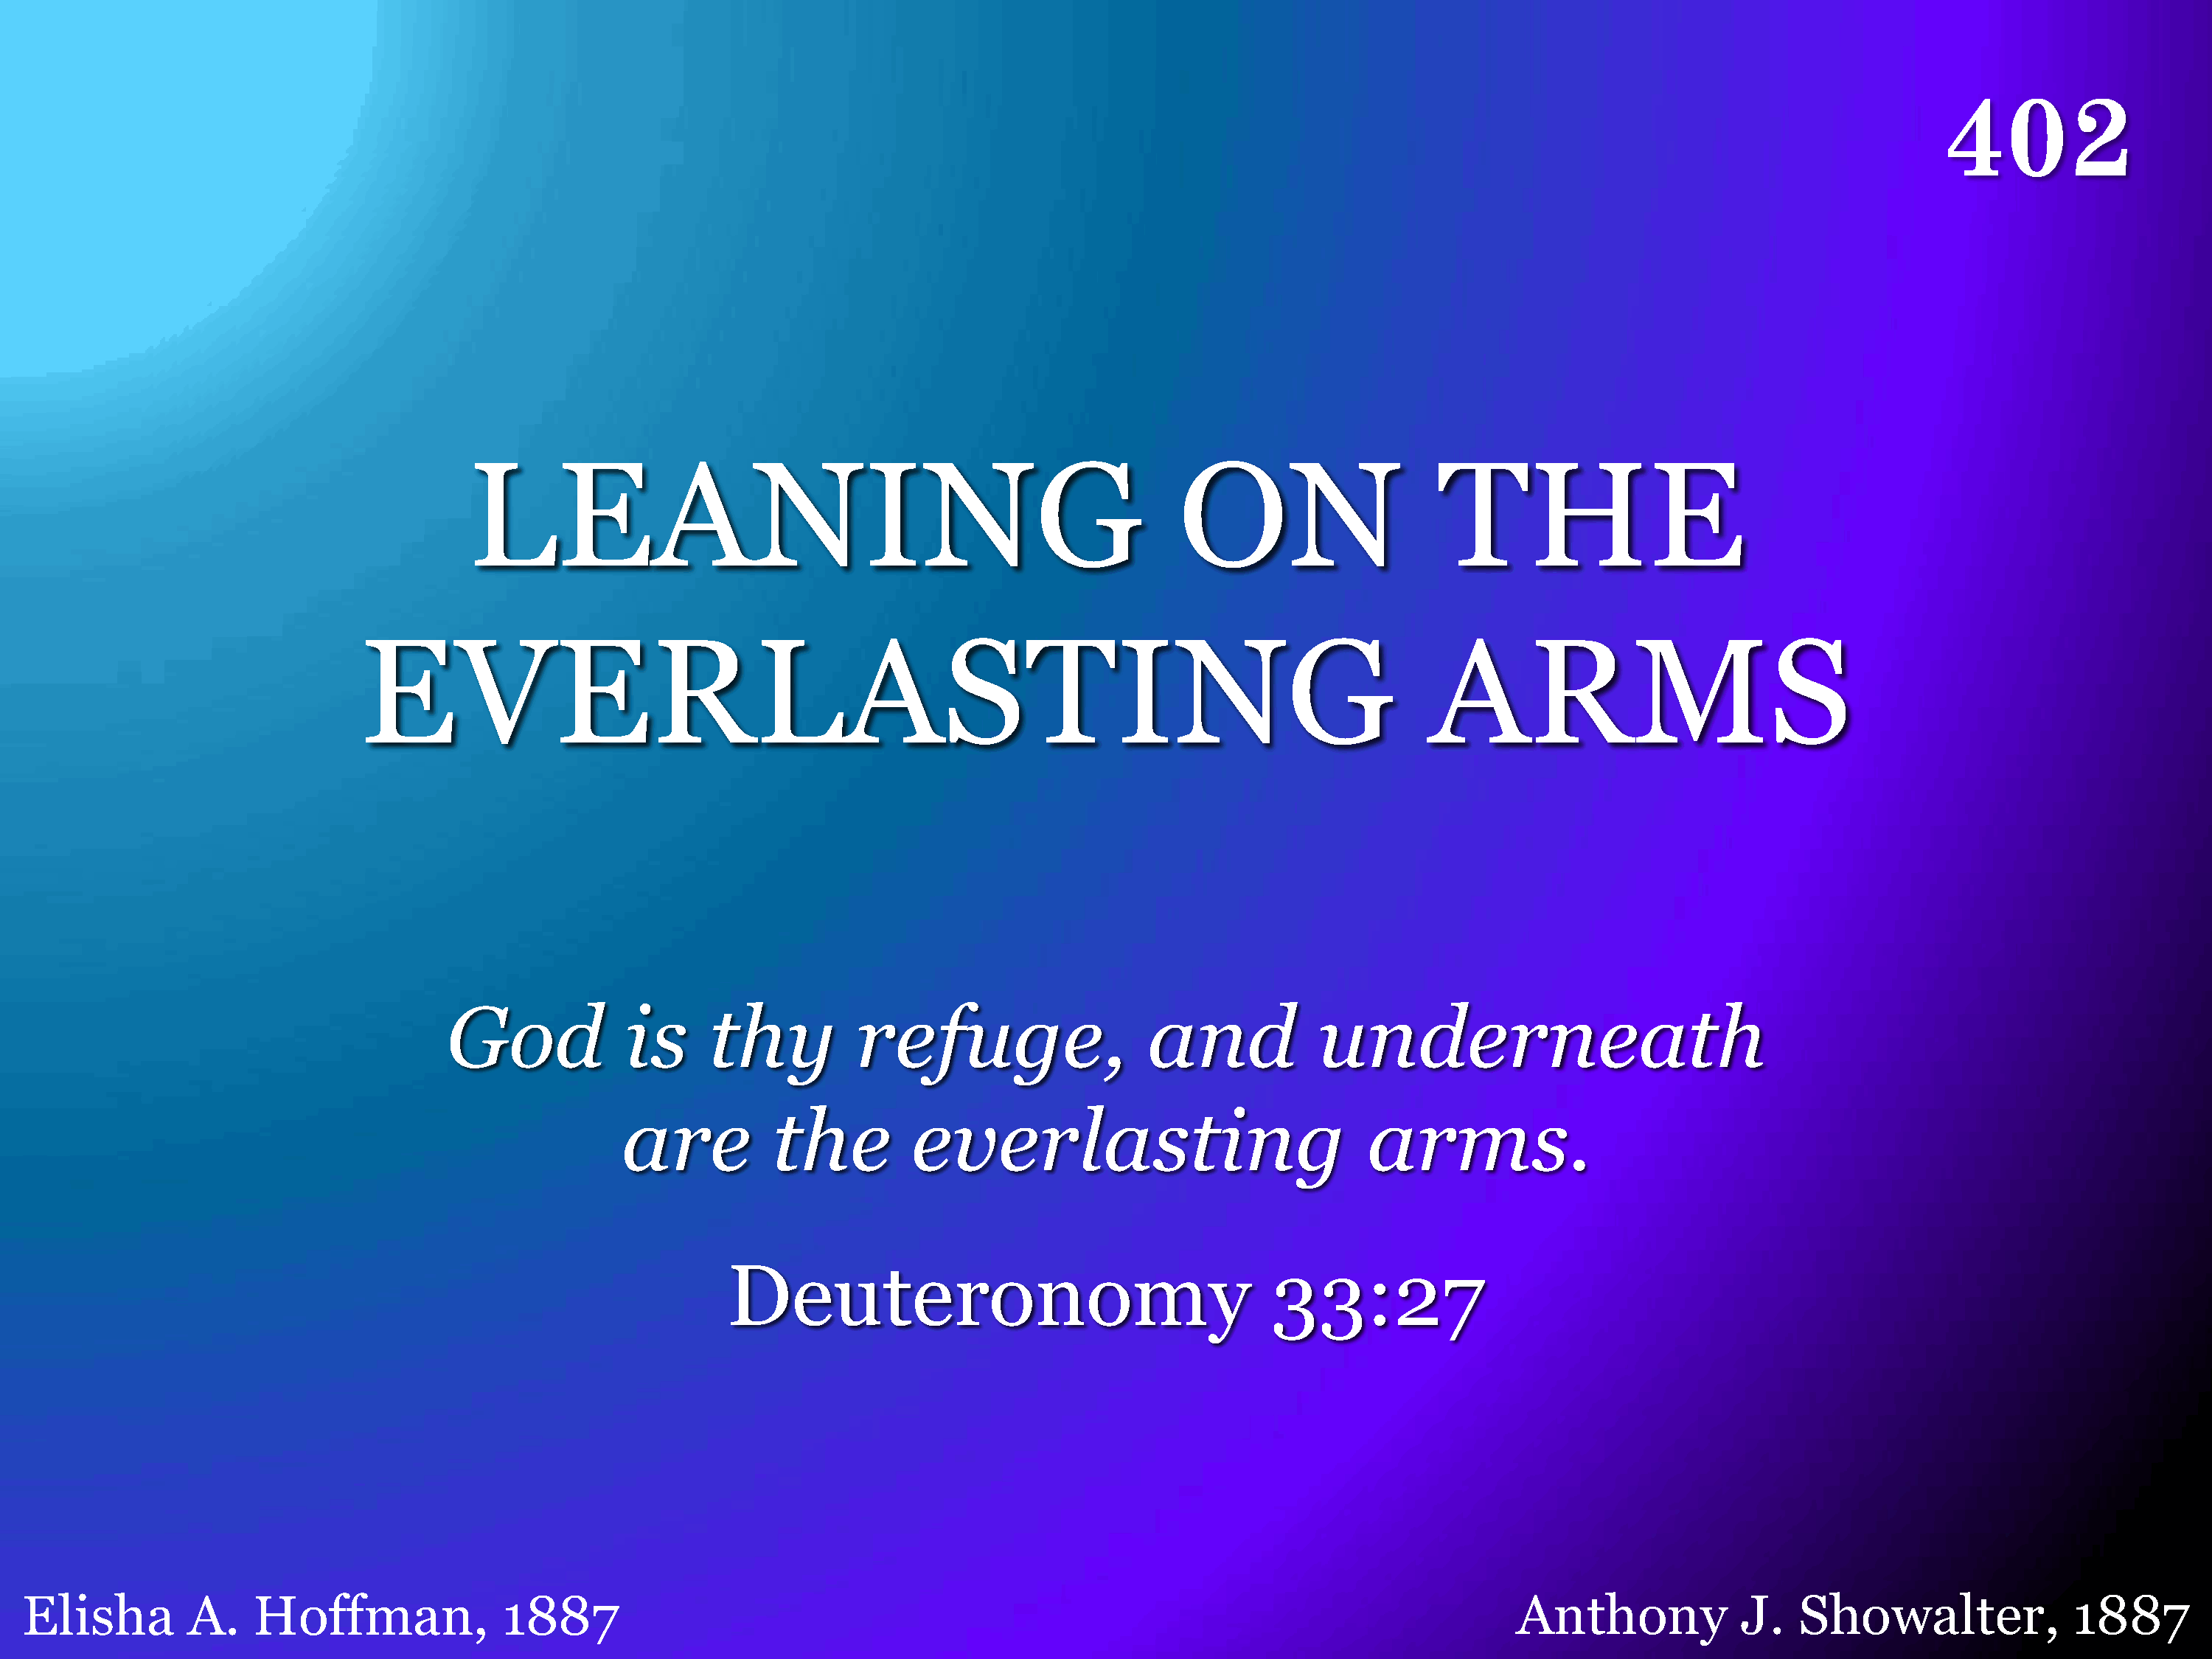 402
LEANING ON THE
EVERLASTING ARMS
God is thy refuge, and underneath
are the everlasting arms.
Deuteronomy 33:27
Elisha A. Hoffman, 1887
Anthony J. Showalter, 1887